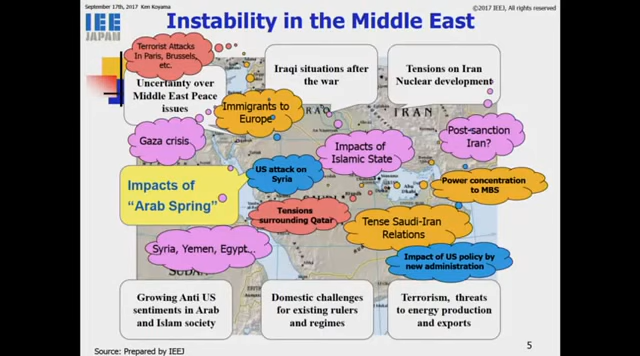 September 17th, 2017 Ken Koyama
©2017 IEEJ, All rights reserved
IEE
JAPAN
Instability in the Middle East
Terrorist Attacks
In Paris, Brussels,
etc.
Uncertainty over
Middle East Peace
issues
Iraqi situations after
the war
Tensions on Iran
Nuclear development
Immigrants to
Europe
IRAN
Gaza crisis
Impacts of
Islamic State
Post-sanction
Iran?
US attack on
Syria
Power concentration
to MBS
Impacts of
"Arab Spring"
Tensions
surrounding Qatar
Tense Saudi-Iran
Relations
Syria, Yemen, Egypt...
Impact of US policy by
new administration
SUDAN
Growing Anti US
sentiments in Arab
and Islam society
Domestic challenges
for existing rulers
and regimes
Terrorism, threats
to energy production
and exports
Source: Prepared by IEEJ
5